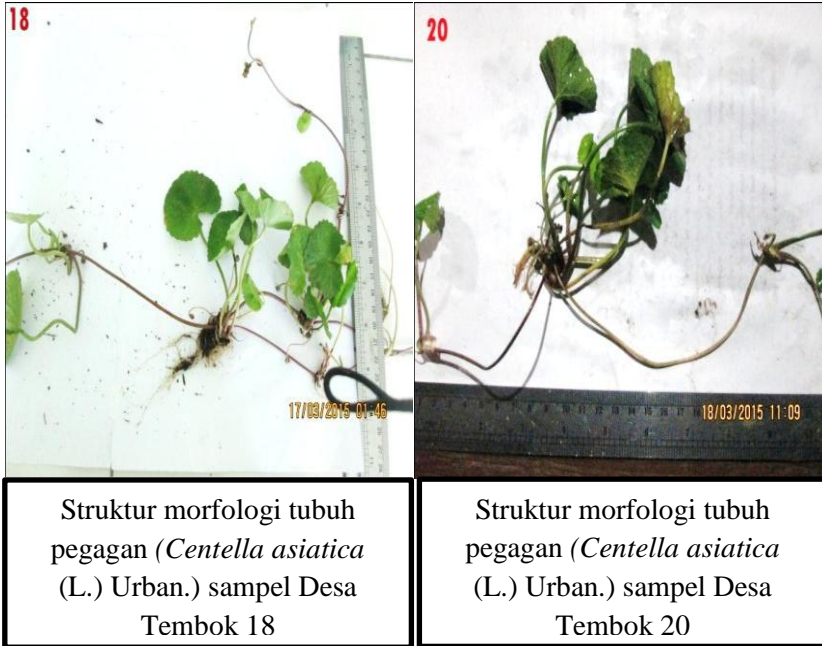 18
17/03/2015 01:46
20
18/03/2015 11:09
Struktur morfologi tubuh
pegagan (Centella asiatica
(L.) Urban.) sampel Desa
Tembok 18
Struktur morfologi tubuh
pegagan (Centella asiatica
(L.) Urban.) sampel Desa
Tembok 20